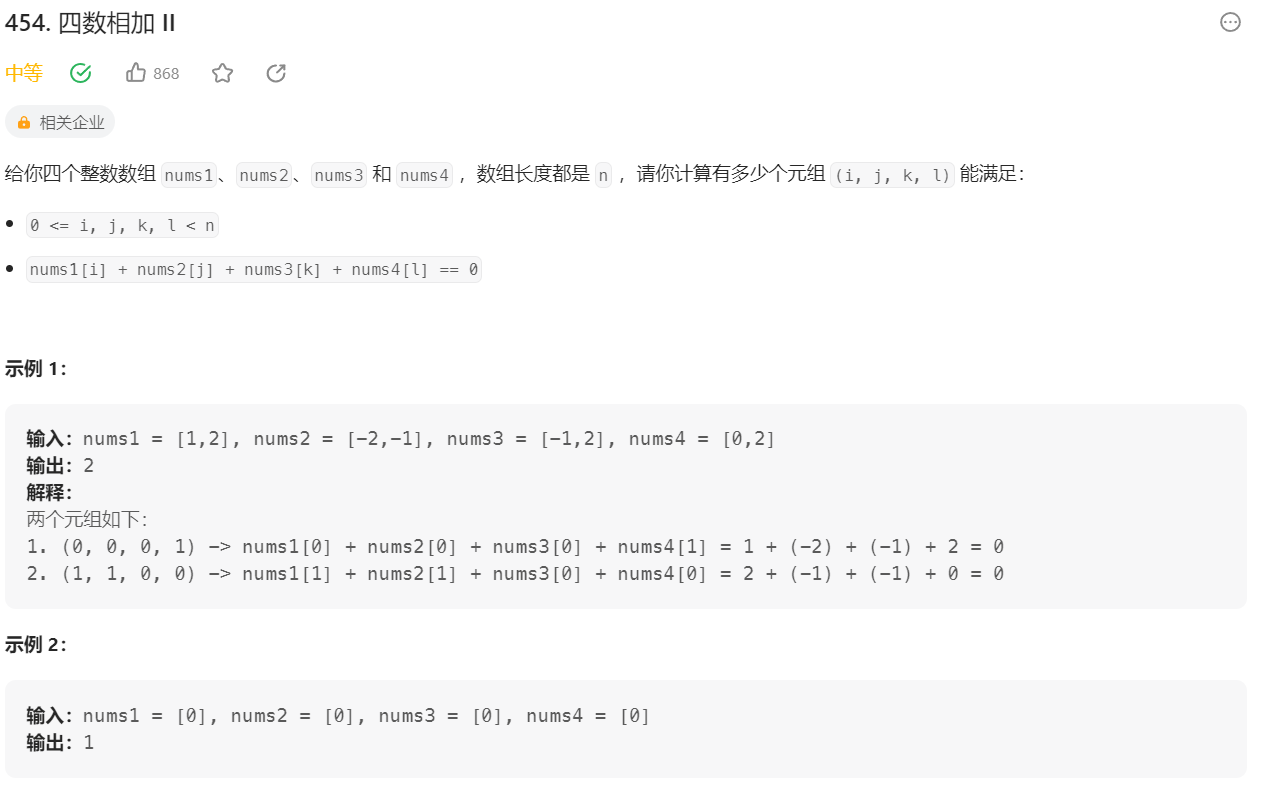 454. 四数相加 II
中等 868
相关企业
给你四个整数数组 nums1、nums2、nums3 和 nums4 ，数组长度都是 n ，请你计算有多少个元组 (i, j, k, l) 能满足：
0 <= i, j, k, l < n
nums1[i] + nums2[j] + nums3[k] + nums4[l] == 0
示例 1：
输入：nums1 = [1,2], nums2 = [-2,-1], nums3 = [-1,2], nums4 = [0,2]
输出：2
解释：
两个元组如下：
1. (0, 0, 0, 1) -> nums1[0] + nums2[0] + nums3[0] + nums4[1] = 1 + (-2) + (-1) + 2 = 0
2. (1, 1, 0, 0) -> nums1[1] + nums2[1] + nums3[0] + nums4[0] = 2 + (-1) + (-1) + 0 = 0
示例 2：
输入：nums1 = [0], nums2 = [0], nums3 = [0], nums4 = [0]
输出：1